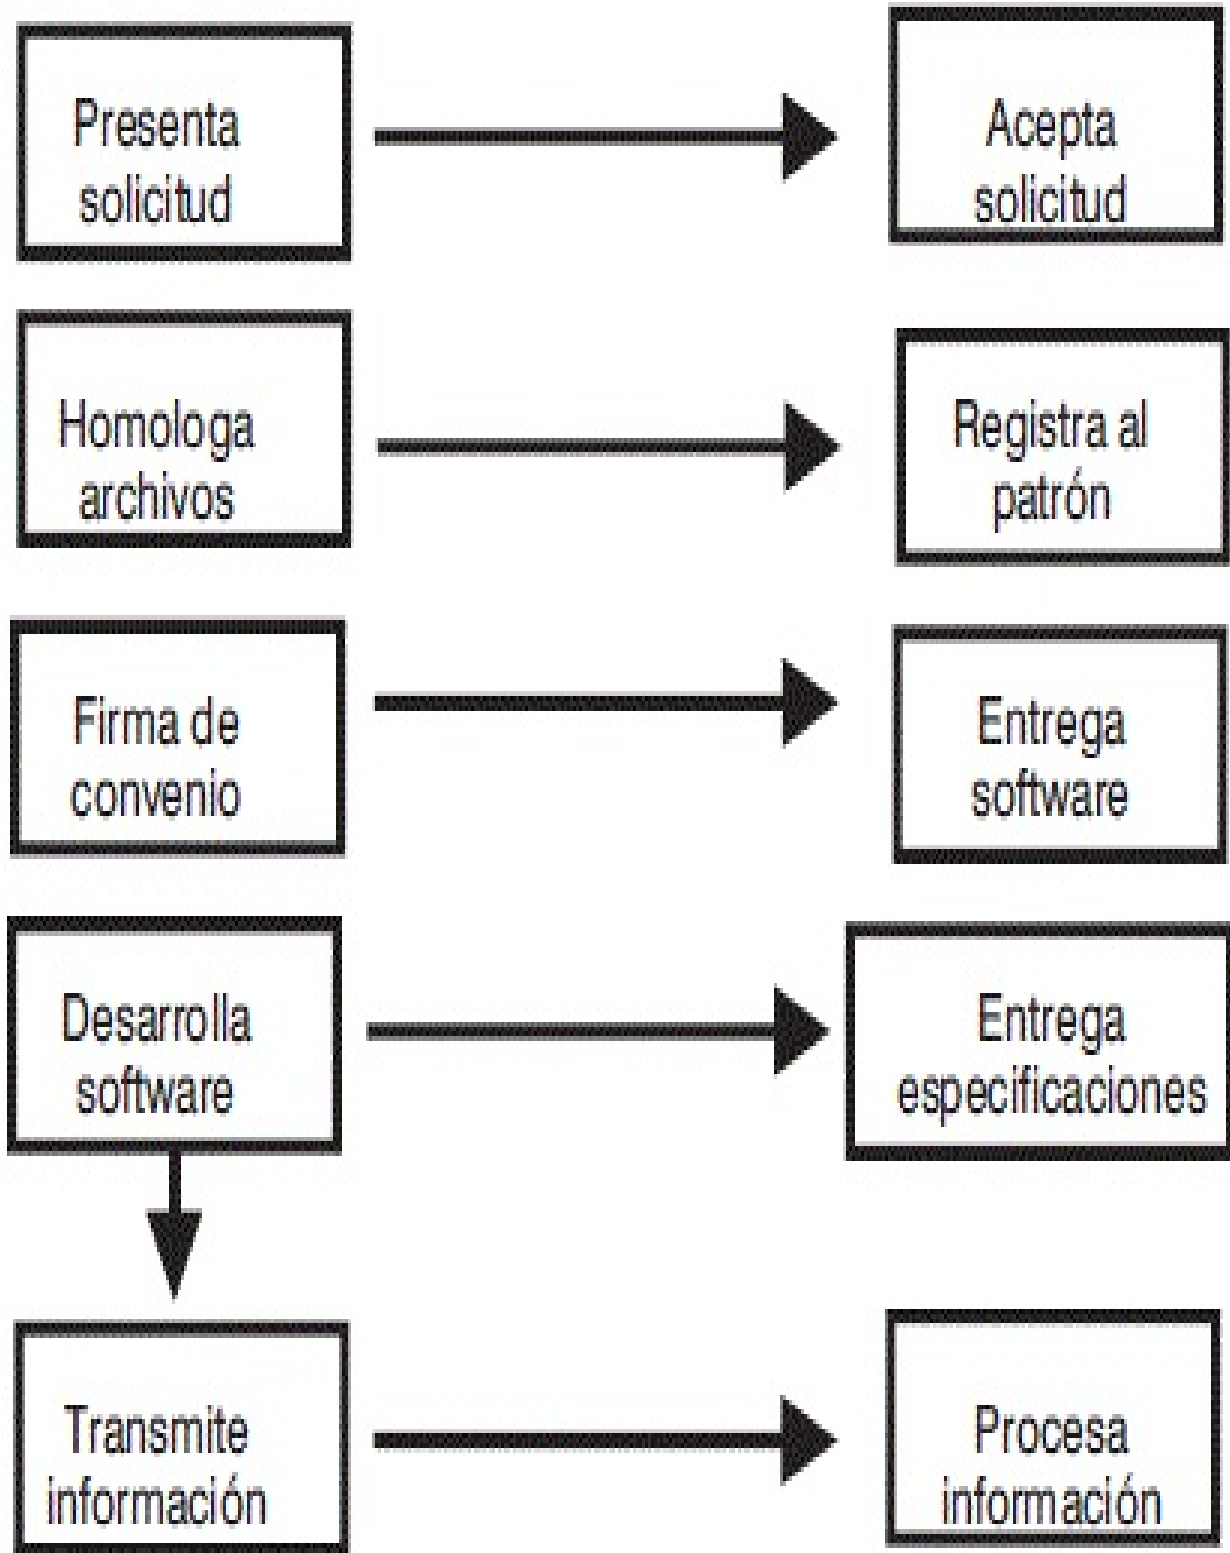 Presenta
solicitud
Acepta
solicitud
Homologa
archivos
Registra al
patrón
Firma de
convenio
Entrega
software
Desarrolla
software
Entrega
especificaciones
Transmite
información
Procesa
información